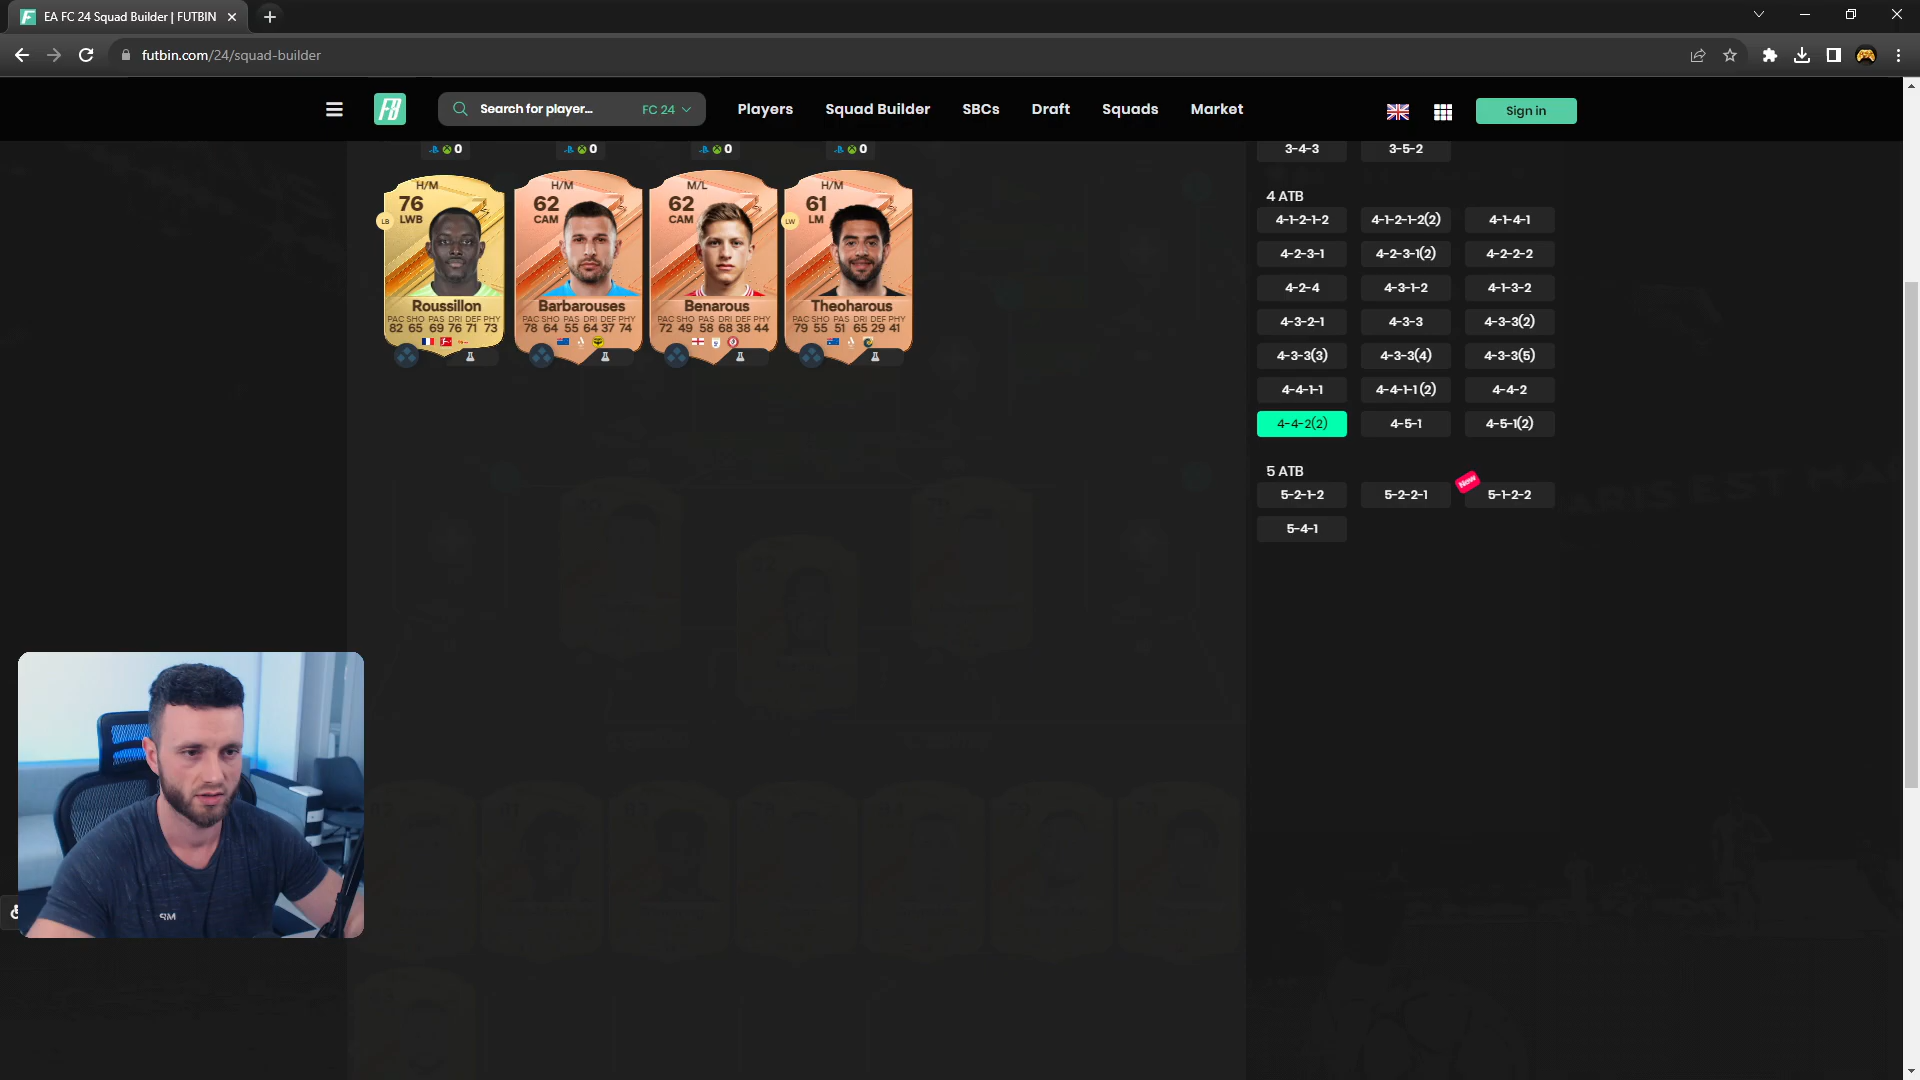 EA FC 24 Squad Builder | FUTBIN
futbin.com/24/squad-builder
FB Search for player... FC 24 Players Squad Builder SBCs Draft Squads Market Sign in
0 0 0 0
3-4-3 3-5-2
H/M 76 LWB LB
Roussillon
PAC SHO PAS DRI DEF PHY
82 65 69 76 71 73
H/M 62 CAM
Barbarouses
PAC SHO PAS DRI DEF PHY
78 64 55 64 37 74
M/L 62 CAM
Benarous
PAC SHO PAS DRI DEF PHY
72 49 58 68 38 44
H/M 61 LM LW
Theoharous
PAC SHO PAS DRI DEF PHY
79 55 51 65 29 41
4 ATB
4-1-2-1-2 4-1-2-1-2(2) 4-1-4-1
4-2-3-1 4-2-3-1(2) 4-2-2-2
4-2-4 4-3-1-2 4-1-3-2
4-3-2-1 4-3-3 4-3-3(2)
4-3-3(3) 4-3-3(4) 4-3-3(5)
4-4-1-1 4-4-1-1 (2) 4-4-2
4-4-2(2) 4-5-1 4-5-1(2)
5 ATB
New
5-2-1-2 5-2-2-1 5-1-2-2
5-4-1
SM